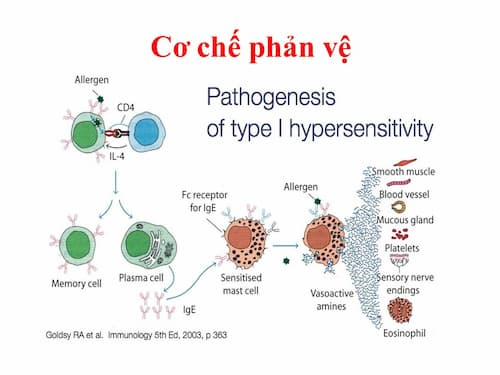 Cơ chế phản vệ
Pathogenesis
of type I hypersensitivity
Allergen
CD4
IL-4
Memory cell
Plasma cell
IgE
Fc receptor
for IgE
Sensitised
mast cell
Allergen
Vasoactive
amines
Smooth muscle
Blood vessel
Mucous gland
Platelets
Sensory nerve
endings
Eosinophil
Goldsy RA et al. Immunology 5th Ed, 2003, p 363